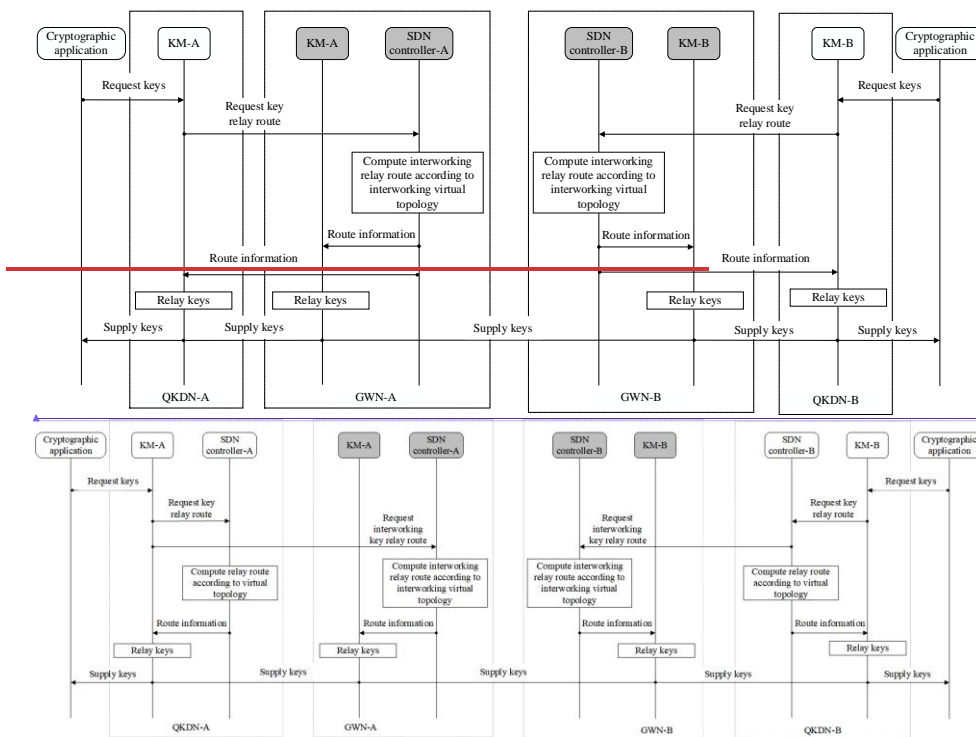 Cryptographic
application
KM-A
KM-A
SDN
controller-A
SDN
controller-B
KM-B
KM-B
Cryptographic
application
Request keys
Request keys
Request key
relay route
Request key
relay route
Compute interworking
relay route according to
interworking virtual
topology
Compute interworking
relay route according to
interworking virtual
topology
Route information
Route information
Route information
Route information
Relay keys
Relay keys
Relay keys
Relay keys
Supply keys
Supply keys
Supply keys
Supply keys
Supply keys
QKDN-A
GWN-A
GWN-B
QKDN-B
Cryptographic
application
KM-A
SDN
controller-A
KM-A
SDN
controller-A
SDN
controller-B
KM-B
SDN
controller-B
KM-B
Cryptographic
application
Request keys
Request keys
Request key
relay route
Request key
relay route
Request
interworking
key relay route
Request
interworking
key relay route
Compute relay route
according to virtual
topology
Compute interworking
relay route according to
interworking virtual
topology
Compute interworking
relay route according to
interworking virtual
topology
Compute relay route
according to virtual
topology
Route information
Route information
Route information
Route information
Relay keys
Relay keys
Relay keys
Relay keys
Supply keys
Supply keys
Supply keys
Supply keys
Supply keys
QKDN-A
GWN-A
GWN-B
QKDN-B